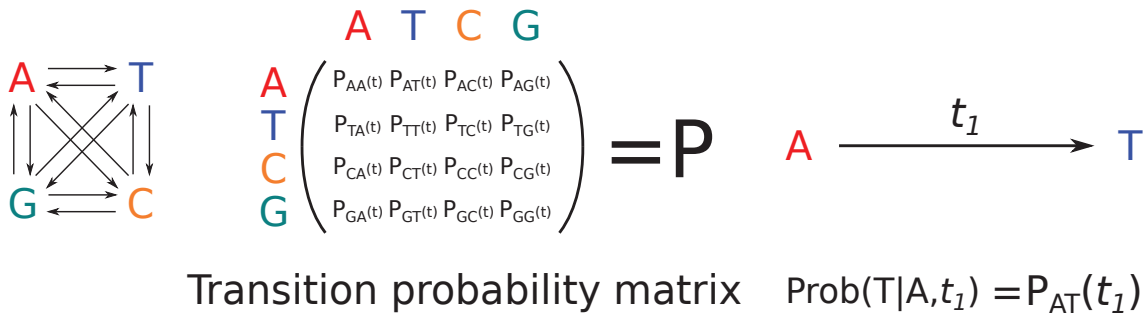 A T C G
A T
G C
A P_AA(t) P_AT(t) P_AC(t) P_AG(t)
T P_TA(t) P_TT(t) P_TC(t) P_TG(t)
C P_CA(t) P_CT(t) P_CC(t) P_CG(t)
G P_GA(t) P_GT(t) P_GC(t) P_GG(t)
=P
t₁
A T
Transition probability matrix
Prob(T|A,t₁) =P_AT(t₁)